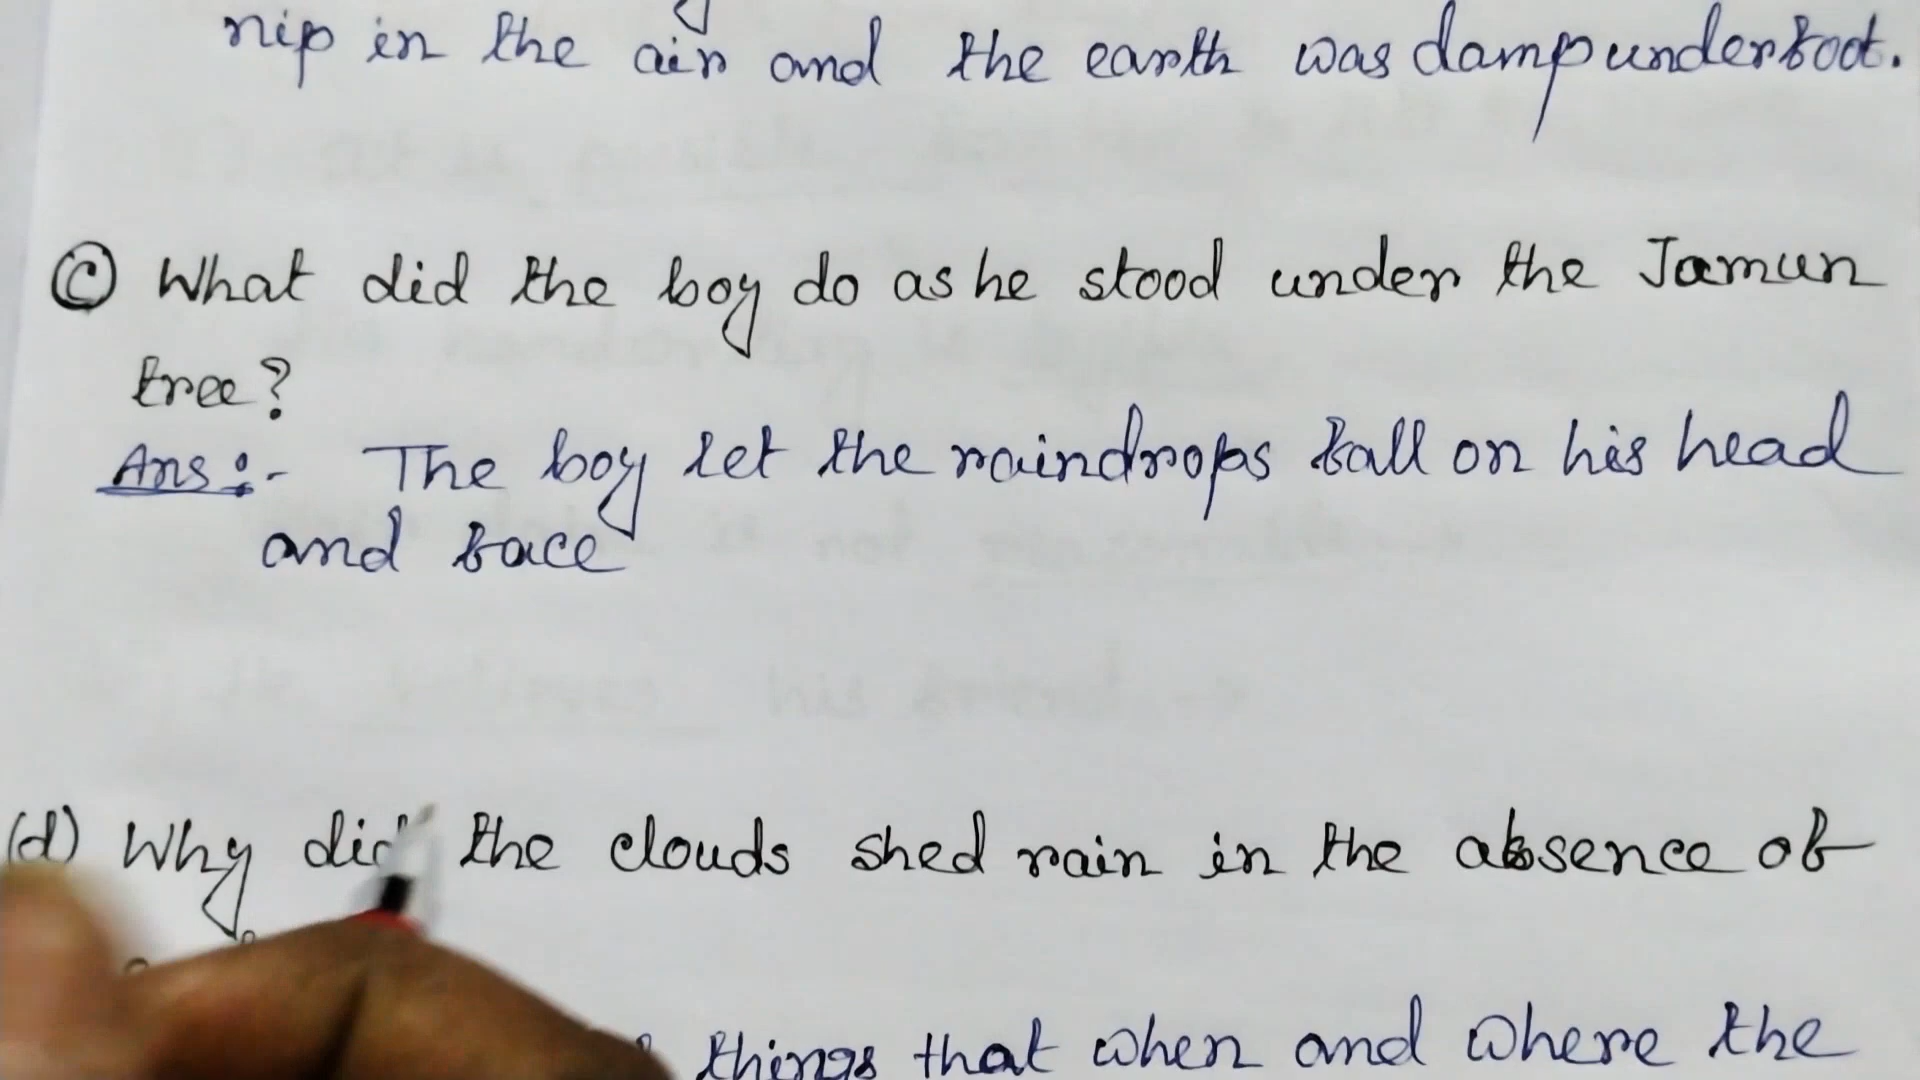 nip in the air and the earth was damp underfoot.
© What did the boy do as he stood under the Jamun
tree?
Ans:- The boy let the raindrops fall on his head
and face
(d) Why did the clouds shed rain in the absence of
things that when and where the